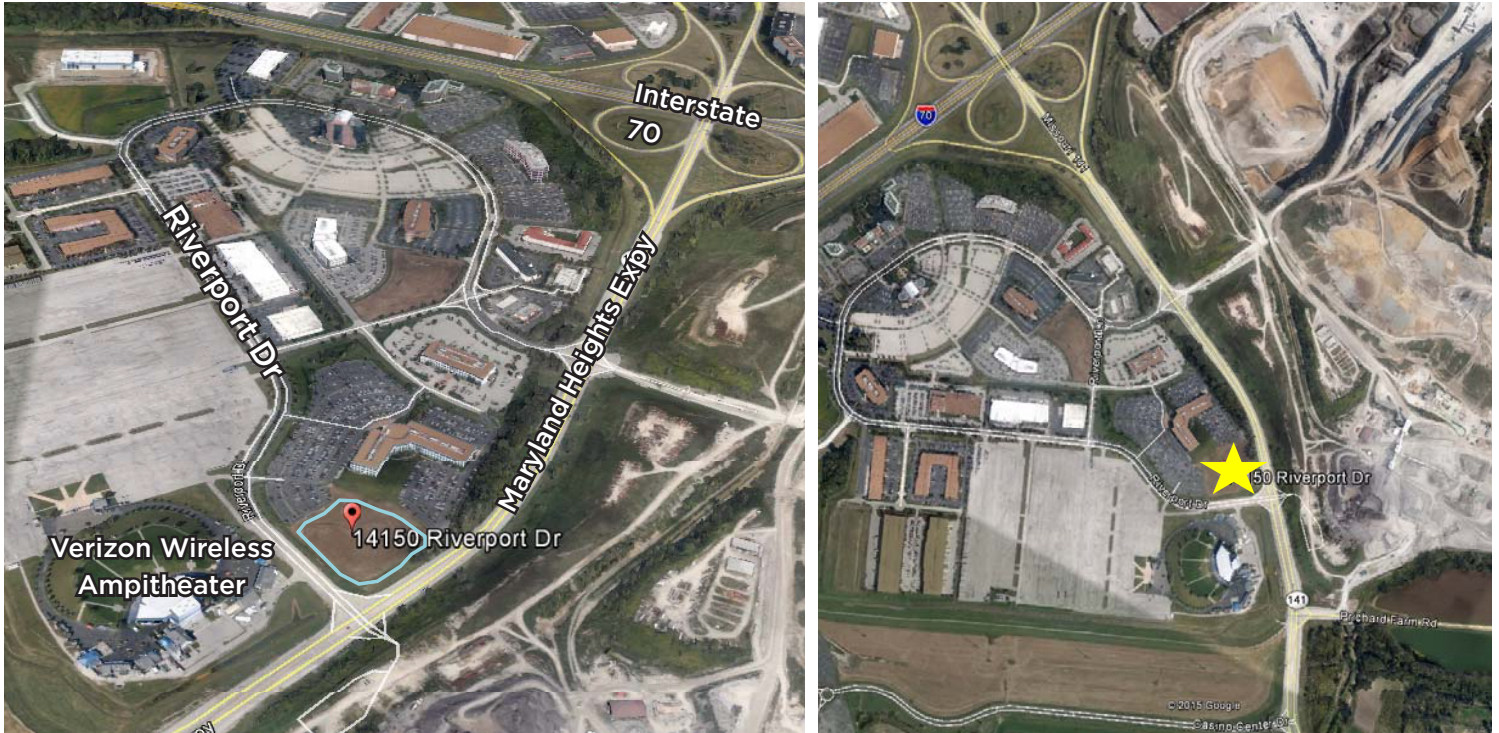 Interstate
70
Riverport Dr
Maryland Heights Expy
Riverport Dr
14150 Riverport Dr
Verizon Wireless
Ampitheater
70
Missouri 141
Riverport Dr
150 Riverport Dr
Riverport Dr
141
Prichard Farm Rd
© 2015 Google
Casino Center Dr